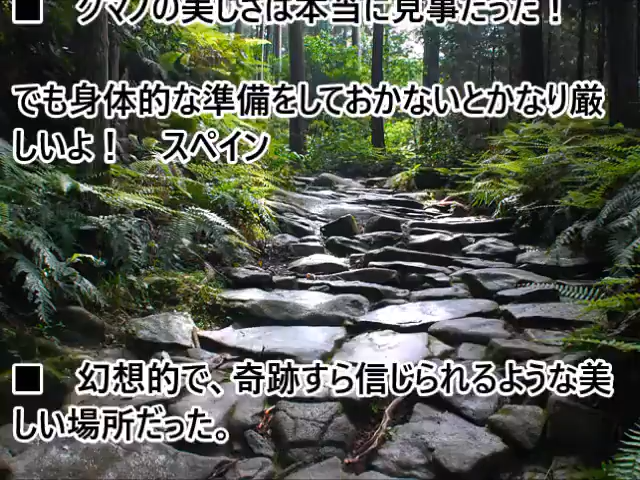 ■　クマノの美しさは本当に見事だった！
でも身体的な準備をしておかないとかなり厳
しいよ！　スペイン
■　幻想的で、奇跡すら信じられるような美
しい場所だった。